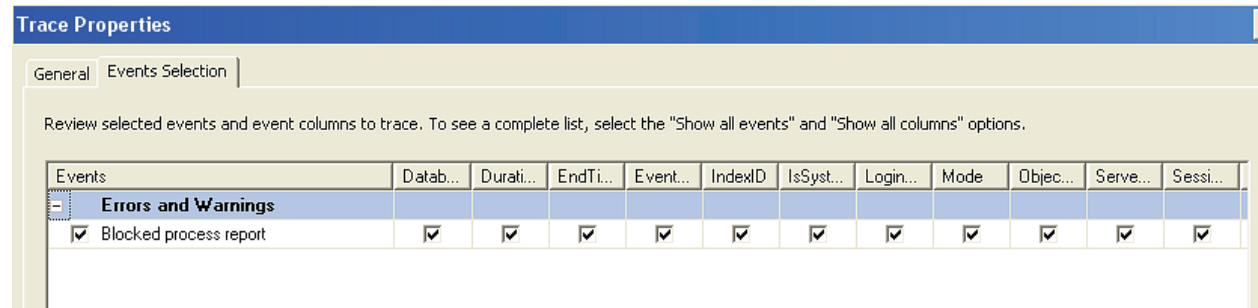 Trace Properties
General Events Selection
Review selected events and event columns to trace. To see a complete list, select the "Show all events" and "Show all columns" options.
Events Datab... Durati... EndTi... Event... IndexID IsSyst... Login... Mode Objec... Serve... Sessi...
Errors and Warnings
Blocked process report